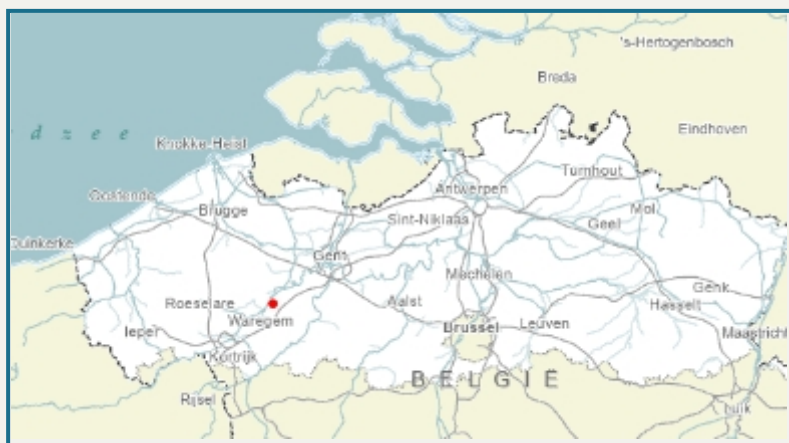 's-Hertogenbosch
Breda
d z e e
Eindhoven
Knokke-Heist
Turnhout
Antwerpen
Oostende
Mol
Brugge
Sint-Niklaas
Geel
Duinkerke
Gent
Mechelen
Genk
Roeselare
Aalst
Hasselt
Waregem
Brussel
Leuven
Ieper
Maastricht
Kortrijk
BELGIË
Rijsel
Luik